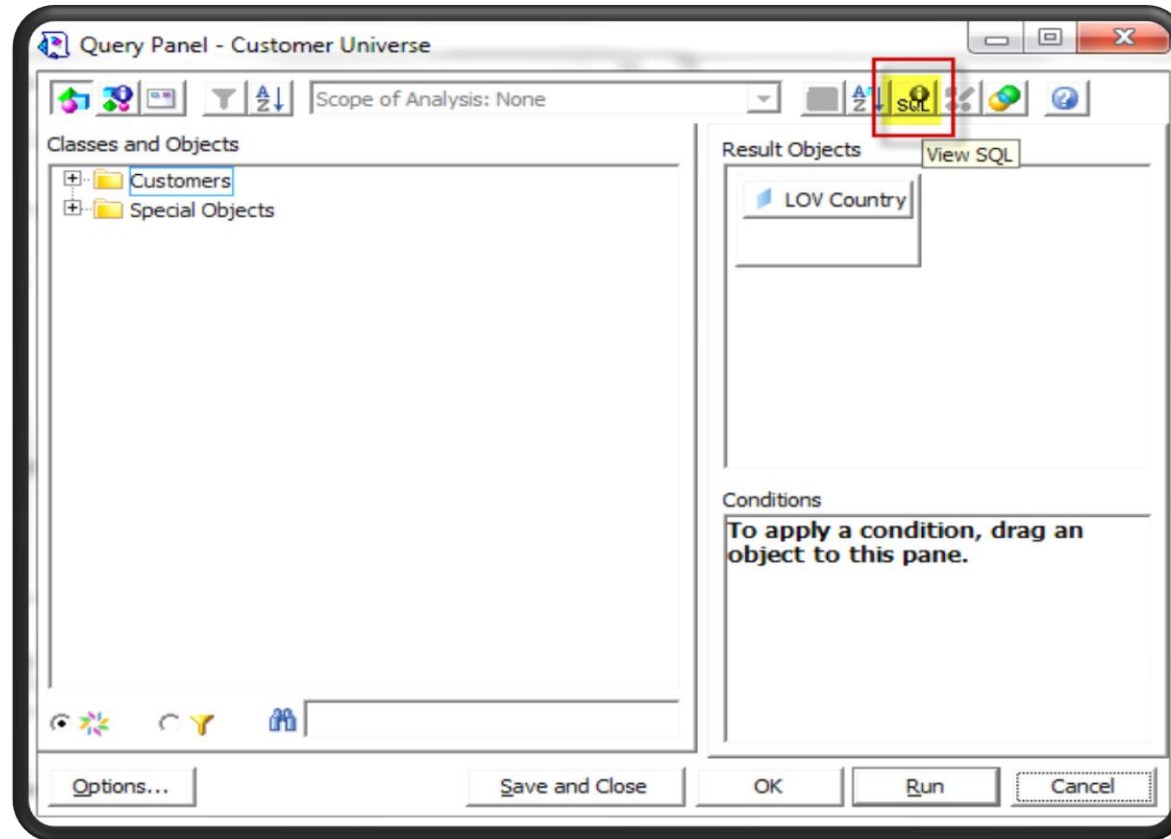 Query Panel - Customer Universe
Scope of Analysis: None
SQL
View SQL
Classes and Objects
Customers
Special Objects
Result Objects
LOV Country
Conditions
To apply a condition, drag an
object to this pane.
Options...
Save and Close
OK
Run
Cancel